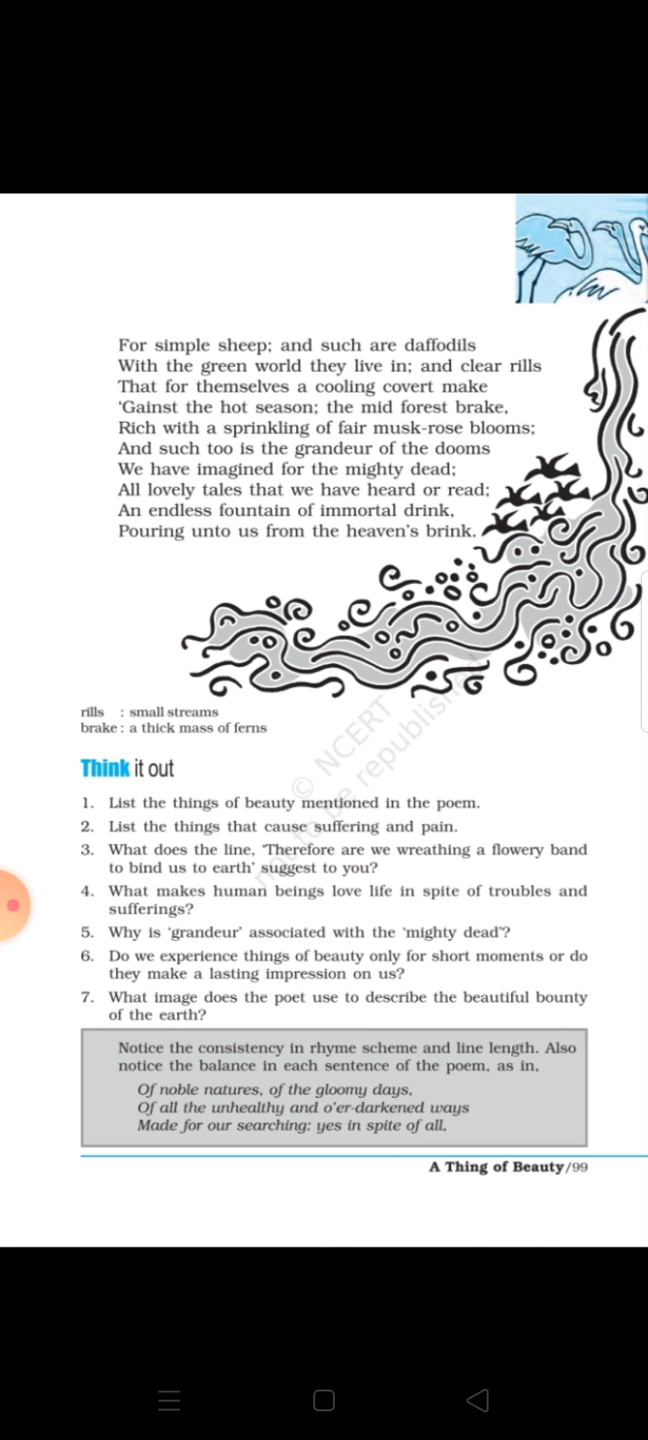 For simple sheep; and such are daffodils
With the green world they live in; and clear rills
That for themselves a cooling covert make
‘Gainst the hot season; the mid forest brake,
Rich with a sprinkling of fair musk-rose blooms;
And such too is the grandeur of the dooms
We have imagined for the mighty dead;
All lovely tales that we have heard or read;
An endless fountain of immortal drink,
Pouring unto us from the heaven’s brink.
rills : small streams
brake : a thick mass of ferns
© NCERT
not to be republished
Think it out
1. List the things of beauty mentioned in the poem.
2. List the things that cause suffering and pain.
3. What does the line, ‘Therefore are we wreathing a flowery band
to bind us to earth’ suggest to you?
4. What makes human beings love life in spite of troubles and
sufferings?
5. Why is ‘grandeur’ associated with the ‘mighty dead’?
6. Do we experience things of beauty only for short moments or do
they make a lasting impression on us?
7. What image does the poet use to describe the beautiful bounty
of the earth?
Notice the consistency in rhyme scheme and line length. Also
notice the balance in each sentence of the poem, as in,
Of noble natures, of the gloomy days,
Of all the unhealthy and o’er-darkened ways
Made for our searching: yes in spite of all,
A Thing of Beauty/99